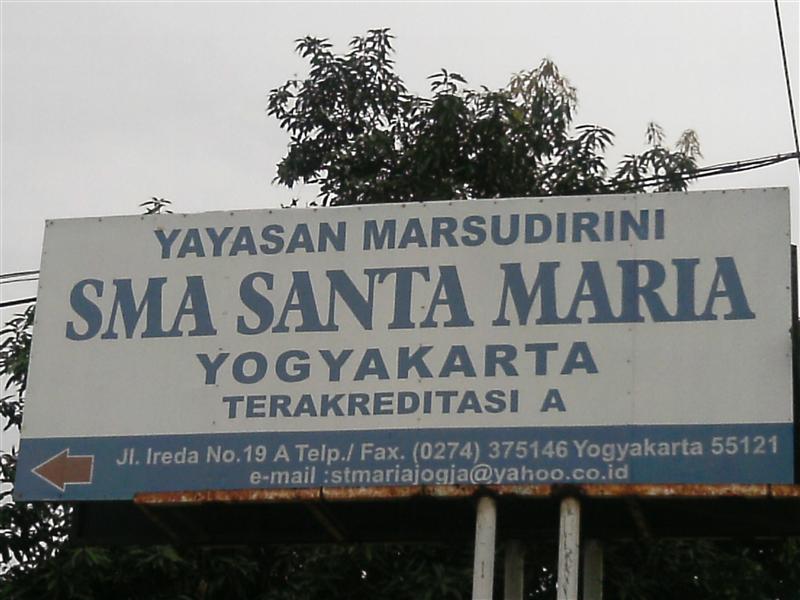 YAYASAN MARSUDIRINI
SMA SANTA MARIA
YOGYAKARTA
TERAKREDITASI A
Jl. Ireda No.19 A Telp./ Fax. (0274) 375146 Yogyakarta 55121
e-mail :stmariajogja@yahoo.co.id